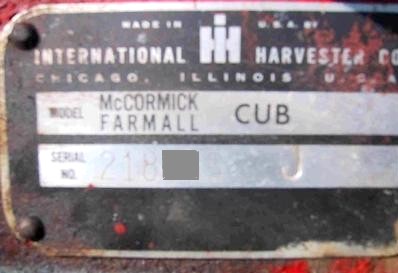 MADE IN U.S.A. BY
INTERNATIONAL IH HARVESTER CO
CHICAGO, ILLINOIS U.S.A
MODEL McCORMICK FARMALL CUB
SERIAL NO. 218 J